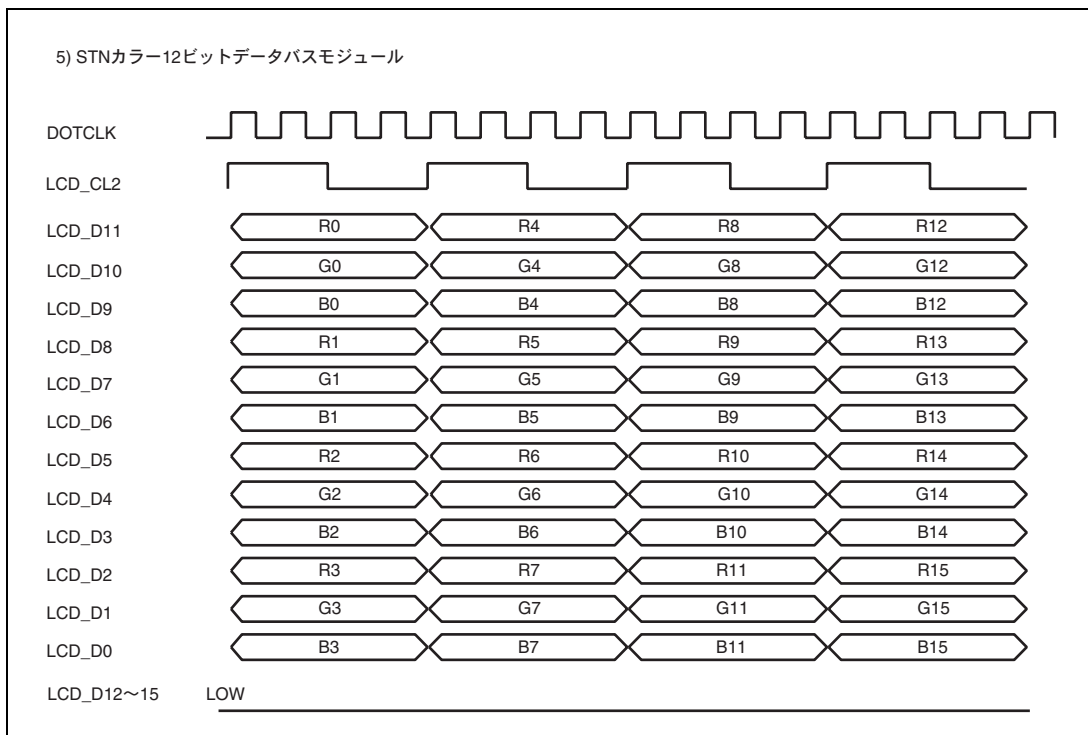 5) STNカラー12ビットデータバスモジュール
DOTCLK
LCD_CL2
LCD_D11 R0 R4 R8 R12
LCD_D10 G0 G4 G8 G12
LCD_D9 B0 B4 B8 B12
LCD_D8 R1 R5 R9 R13
LCD_D7 G1 G5 G9 G13
LCD_D6 B1 B5 B9 B13
LCD_D5 R2 R6 R10 R14
LCD_D4 G2 G6 G10 G14
LCD_D3 B2 B6 B10 B14
LCD_D2 R3 R7 R11 R15
LCD_D1 G3 G7 G11 G15
LCD_D0 B3 B7 B11 B15
LCD_D12～15 LOW